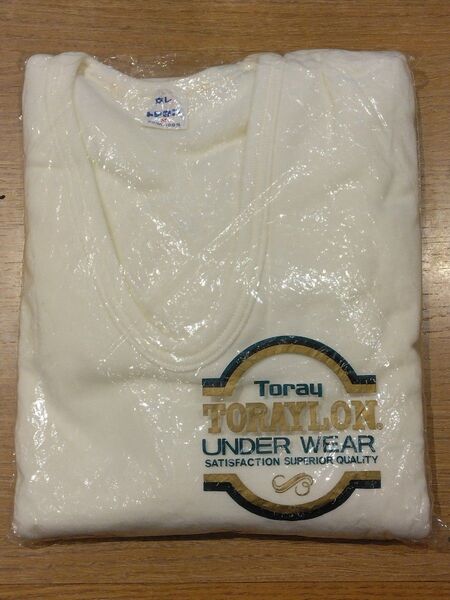 Toray
TORAYLON®
UNDER WEAR
SATISFACTION SUPERIOR QUALITY